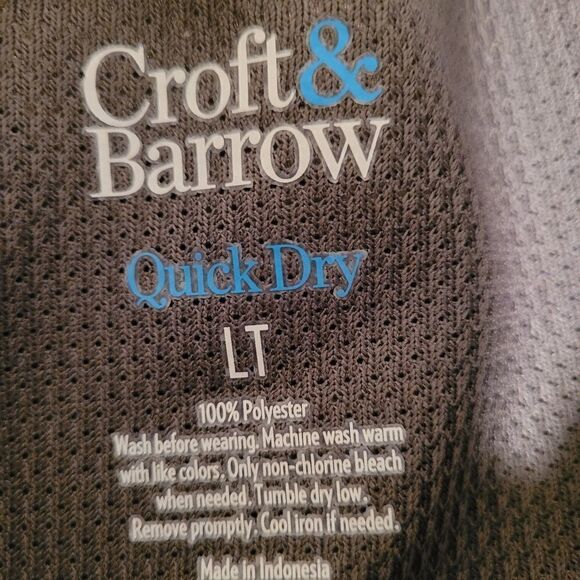 Croft&
Barrow
Quick Dry
LT
100% Polyester
Wash before wearing. Machine wash warm
with like colors. Only non-chlorine bleach
when needed. Tumble dry low.
Remove promptly. Cool iron if needed.
Made in Indonesia